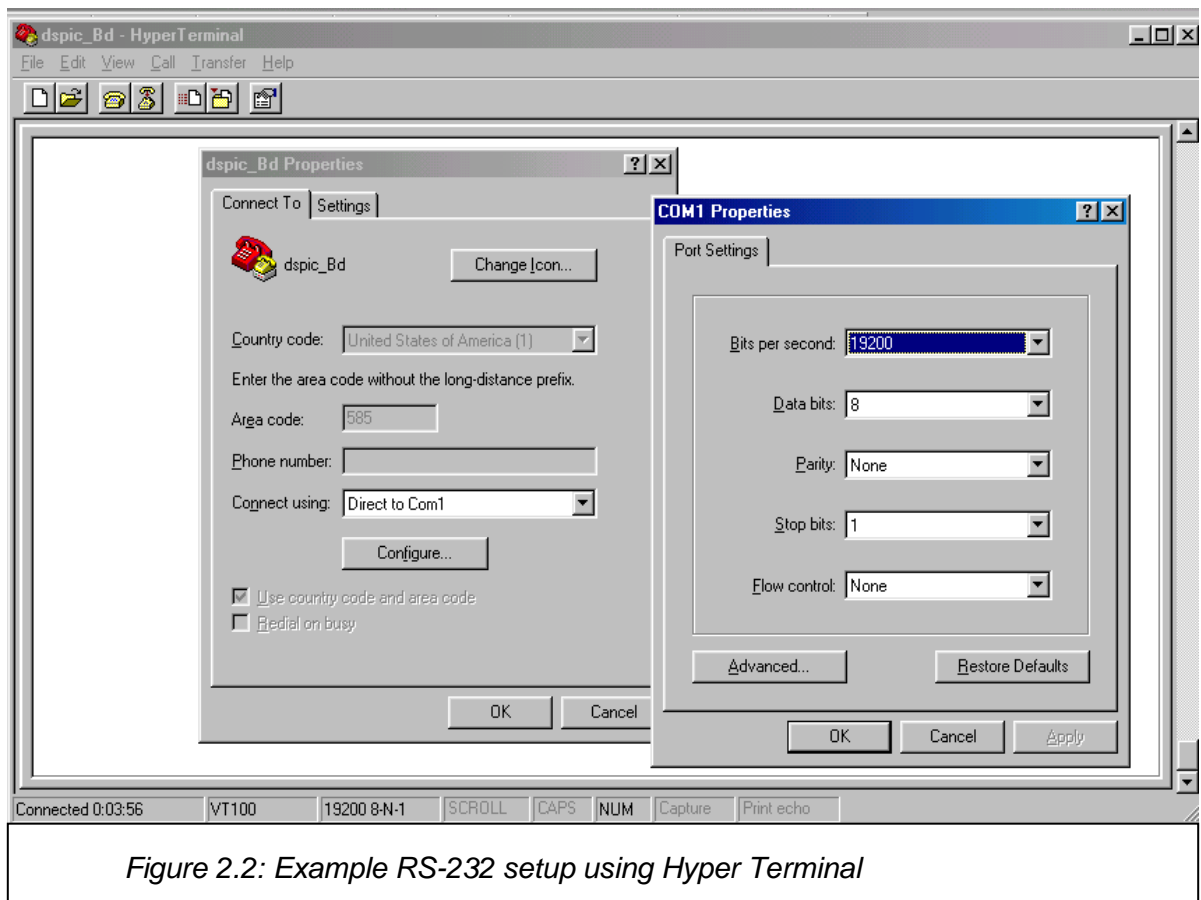 dspic_Bd - HyperTerminal
File Edit View Call Transfer Help
dspic_Bd Properties
Connect To Settings
dspic_Bd
Change Icon...
Country code: United States of America (1)
Enter the area code without the long-distance prefix.
Area code: 585
Phone number:
Connect using: Direct to Com1
Configure...
Use country code and area code
Redial on busy
OK Cancel
COM1 Properties
Port Settings
Bits per second: 19200
Data bits: 8
Parity: None
Stop bits: 1
Flow control: None
Advanced... Restore Defaults
OK Cancel Apply
Connected 0:03:56 VT100 19200 8-N-1 SCROLL CAPS NUM Capture Print echo
Figure 2.2: Example RS-232 setup using Hyper Terminal